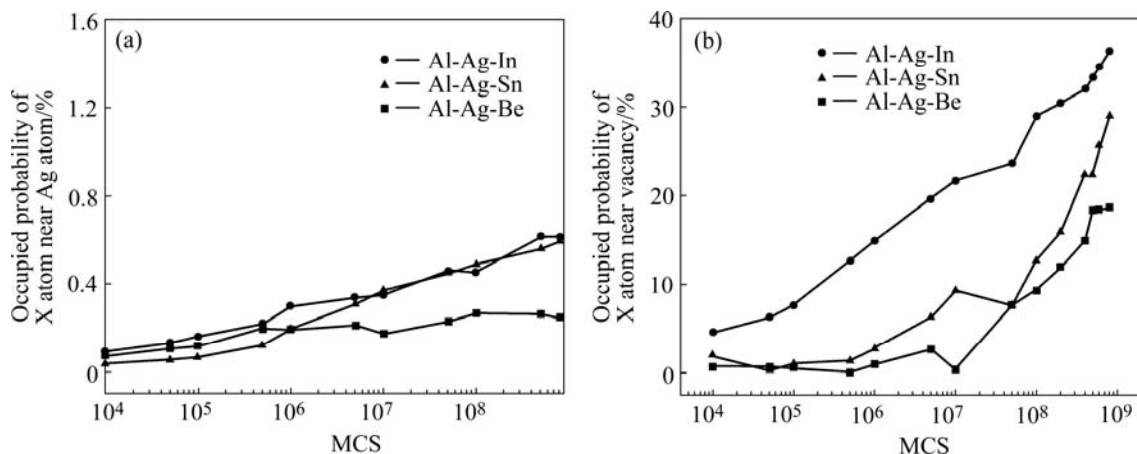 (a)
Al-Ag-In
Al-Ag-Sn
Al-Ag-Be
Occupied probability of
X atom near Ag atom/%
1.6
1.2
0.8
0.4
0
10⁴
10⁵
10⁶
10⁷
10⁸
MCS
(b)
Al-Ag-In
Al-Ag-Sn
Al-Ag-Be
Occupied probability of
X atom near vacancy/%
40
30
20
10
0
10⁴
10⁵
10⁶
10⁷
10⁸
10⁹
MCS